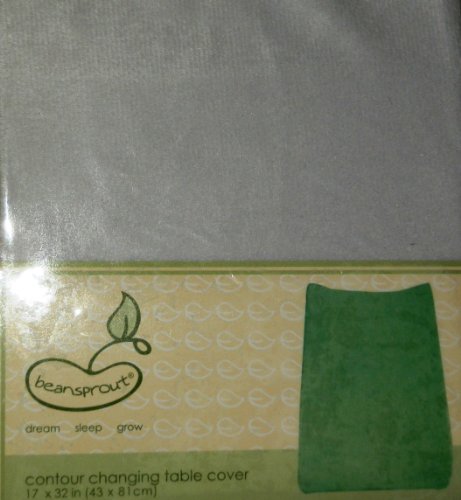 beansprout®
dream sleep grow
contour changing table cover
17 x 32 in (43 x 81cm)